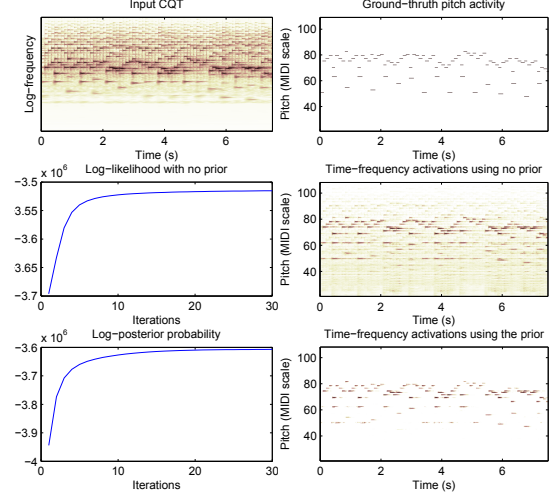 Input CQT
Log−frequency
0 2 4 6
Time (s)
Ground−thruth pitch activity
Pitch (MIDI scale)
100
80
60
40
0 2 4 6
Time (s)
Log−likelihood with no prior
x 10^6
−3.5
−3.55
−3.6
−3.65
−3.7
0 10 20 30
Iterations
Time−frequency activations using no prior
Pitch (MIDI scale)
100
80
60
40
0 2 4 6
Time (s)
Log−posterior probability
x 10^6
−3.6
−3.7
−3.8
−3.9
−4
0 10 20 30
Iterations
Time−frequency activations using the prior
Pitch (MIDI scale)
100
80
60
40
0 2 4 6
Time (s)